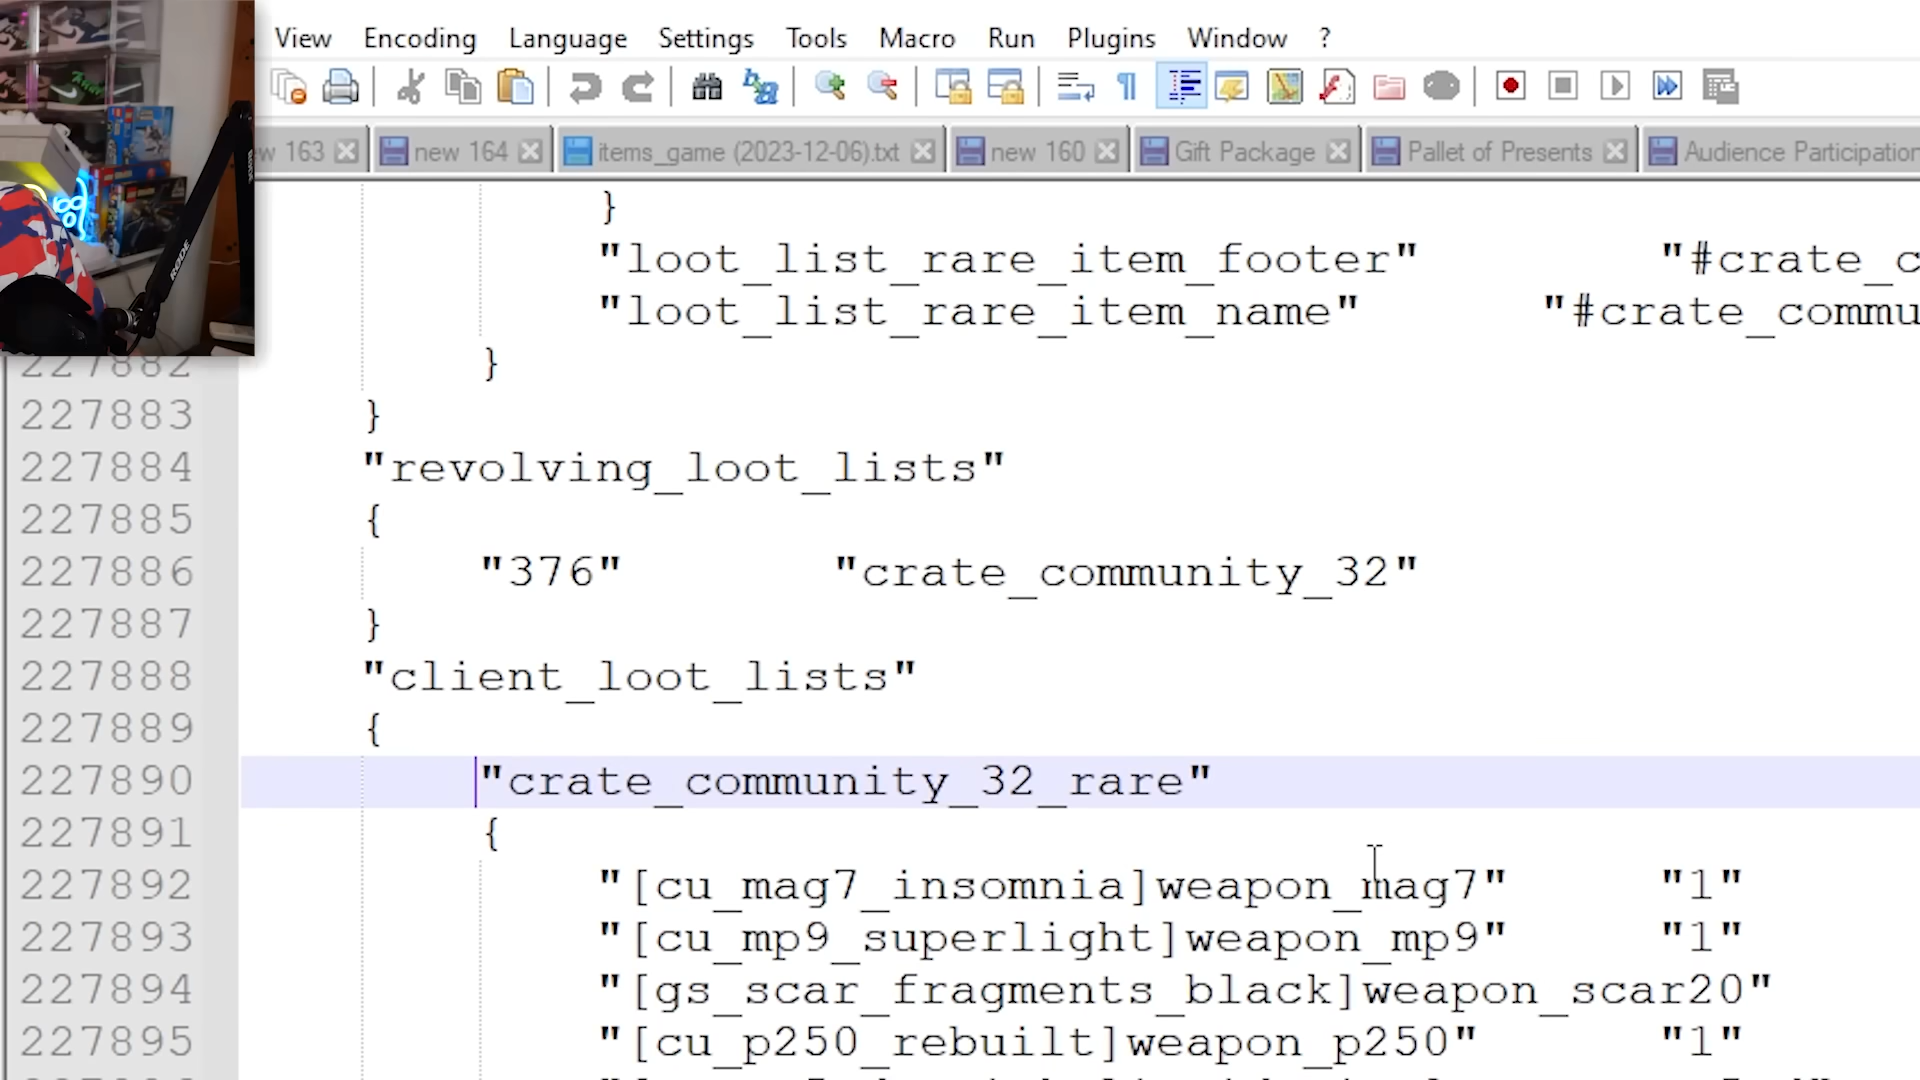 View Encoding Language Settings Tools Macro Run Plugins Window ?
163 new 164 items_game (2023-12-06).txt new 160 Gift Package Pallet of Presents Audience Participation
}
"loot_list_rare_item_footer" "#crate_c
"loot_list_rare_item_name" "#crate_commu
227882 }
227883 }
227884 "revolving_loot_lists"
227885 {
227886 "376" "crate_community_32"
227887 }
227888 "client_loot_lists"
227889 {
227890 "crate_community_32_rare"
227891 {
227892 "[cu_mag7_insomnia]weapon_mag7" "1"
227893 "[cu_mp9_superlight]weapon_mp9" "1"
227894 "[gs_scar_fragments_black]weapon_scar20"
227895 "[cu_p250_rebuilt]weapon_p250" "1"
RØDE